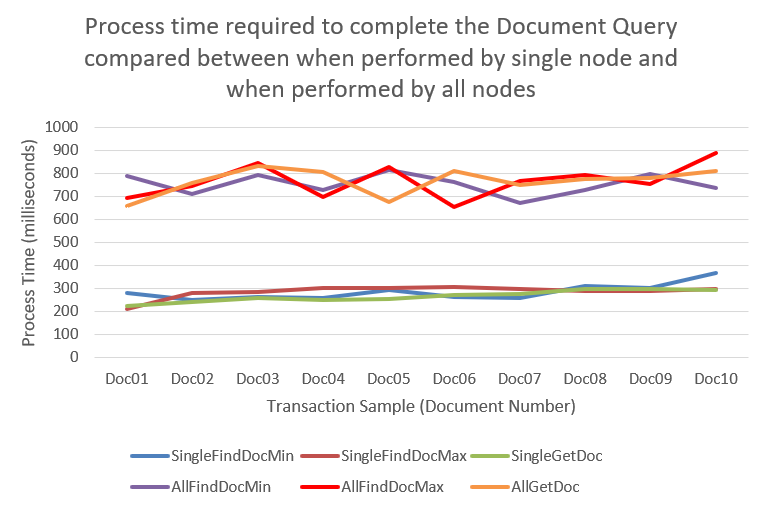 Process time required to complete the Document Query
compared between when performed by single node and
when performed by all nodes
Process Time (milliseconds)
1000
900
800
700
600
500
400
300
200
100
0
Doc01 Doc02 Doc03 Doc04 Doc05 Doc06 Doc07 Doc08 Doc09 Doc10
Transaction Sample (Document Number)
SingleFindDocMin SingleFindDocMax SingleGetDoc
AllFindDocMin AllFindDocMax AllGetDoc